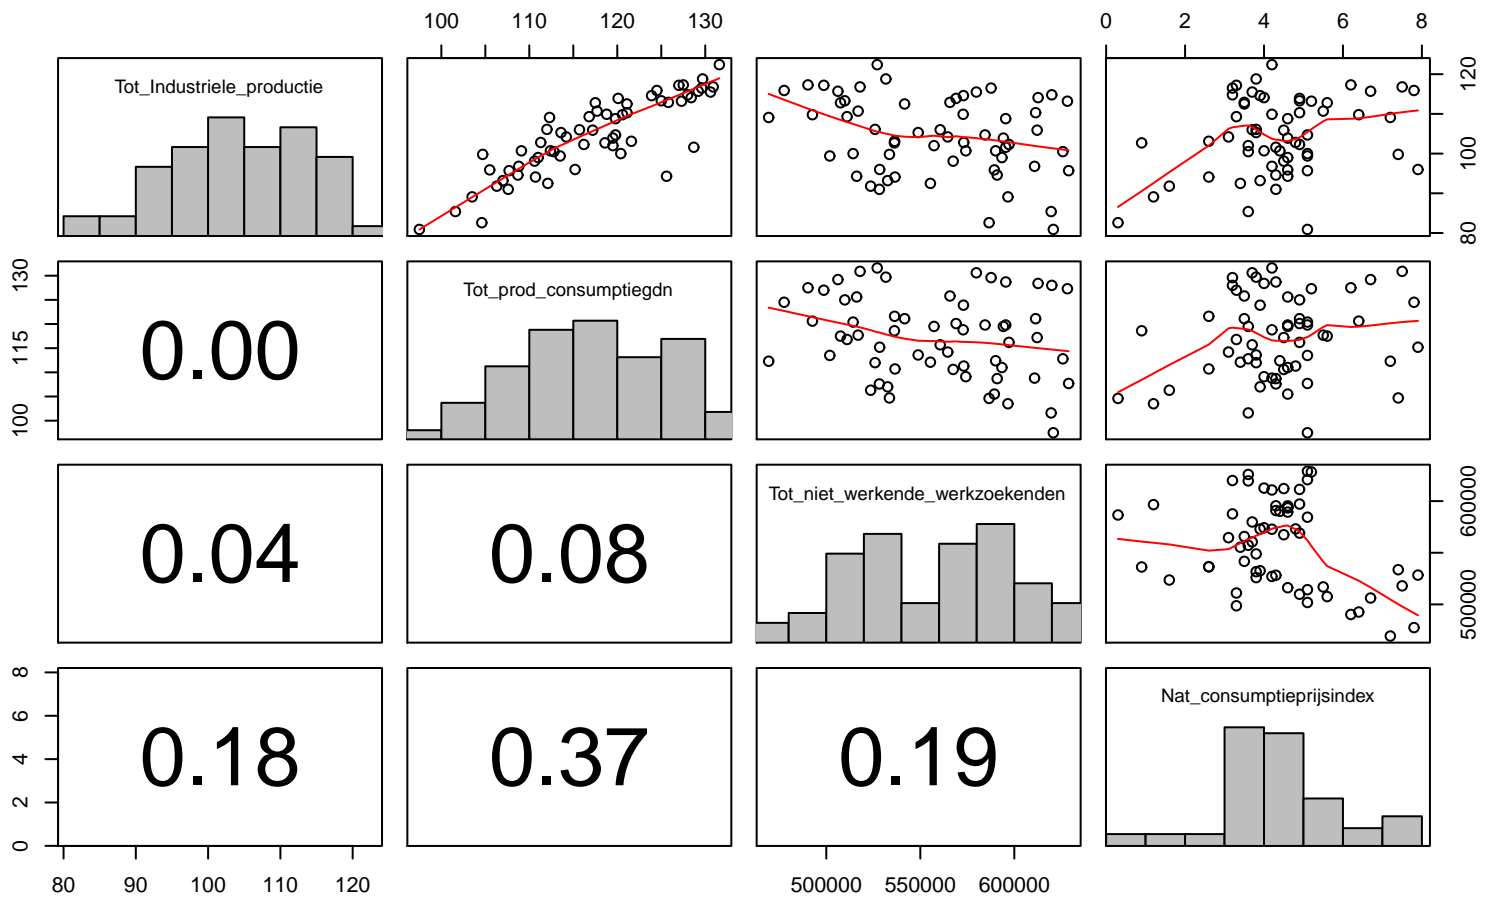 100 110 120 130
0 2 4 6 8
Tot_Industriele_productie
80 100 120
100 115 130
0.00
Tot_prod_consumptiegdn
0.04
0.08
Tot_niet_werkende_werkzoekenden
500000 600000
0 2 4 6 8
0.18
0.37
0.19
Nat_consumptieprijsindex
80 90 100 110 120
500000 550000 600000